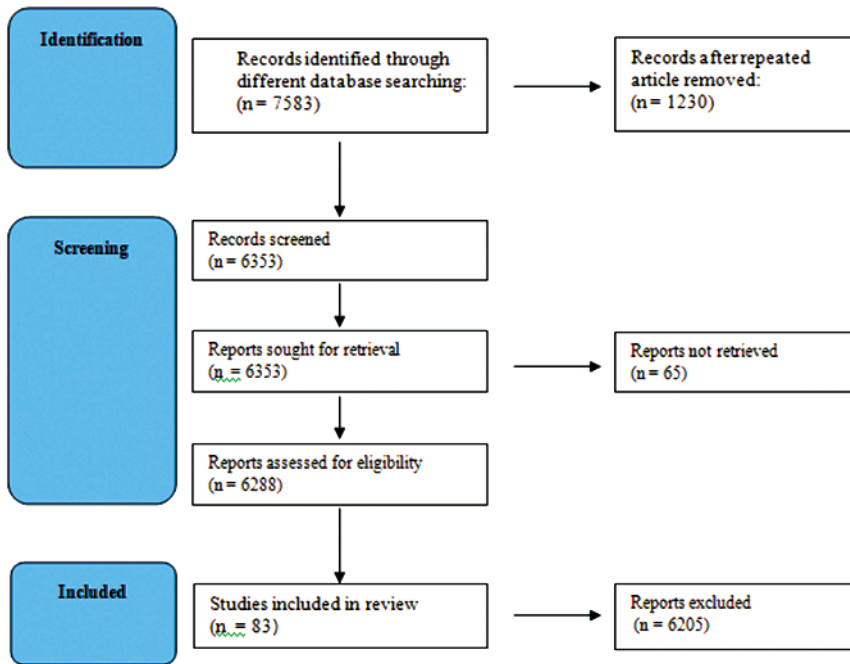 Identification
Records identified through
different database searching:
(n = 7583)
Records after repeated
article removed:
(n = 1230)
Screening
Records screened
(n = 6353)
Reports sought for retrieval
(n = 6353)
Reports not retrieved
(n = 65)
Reports assessed for eligibility
(n = 6288)
Included
Studies included in review
(n = 83)
Reports excluded
(n = 6205)